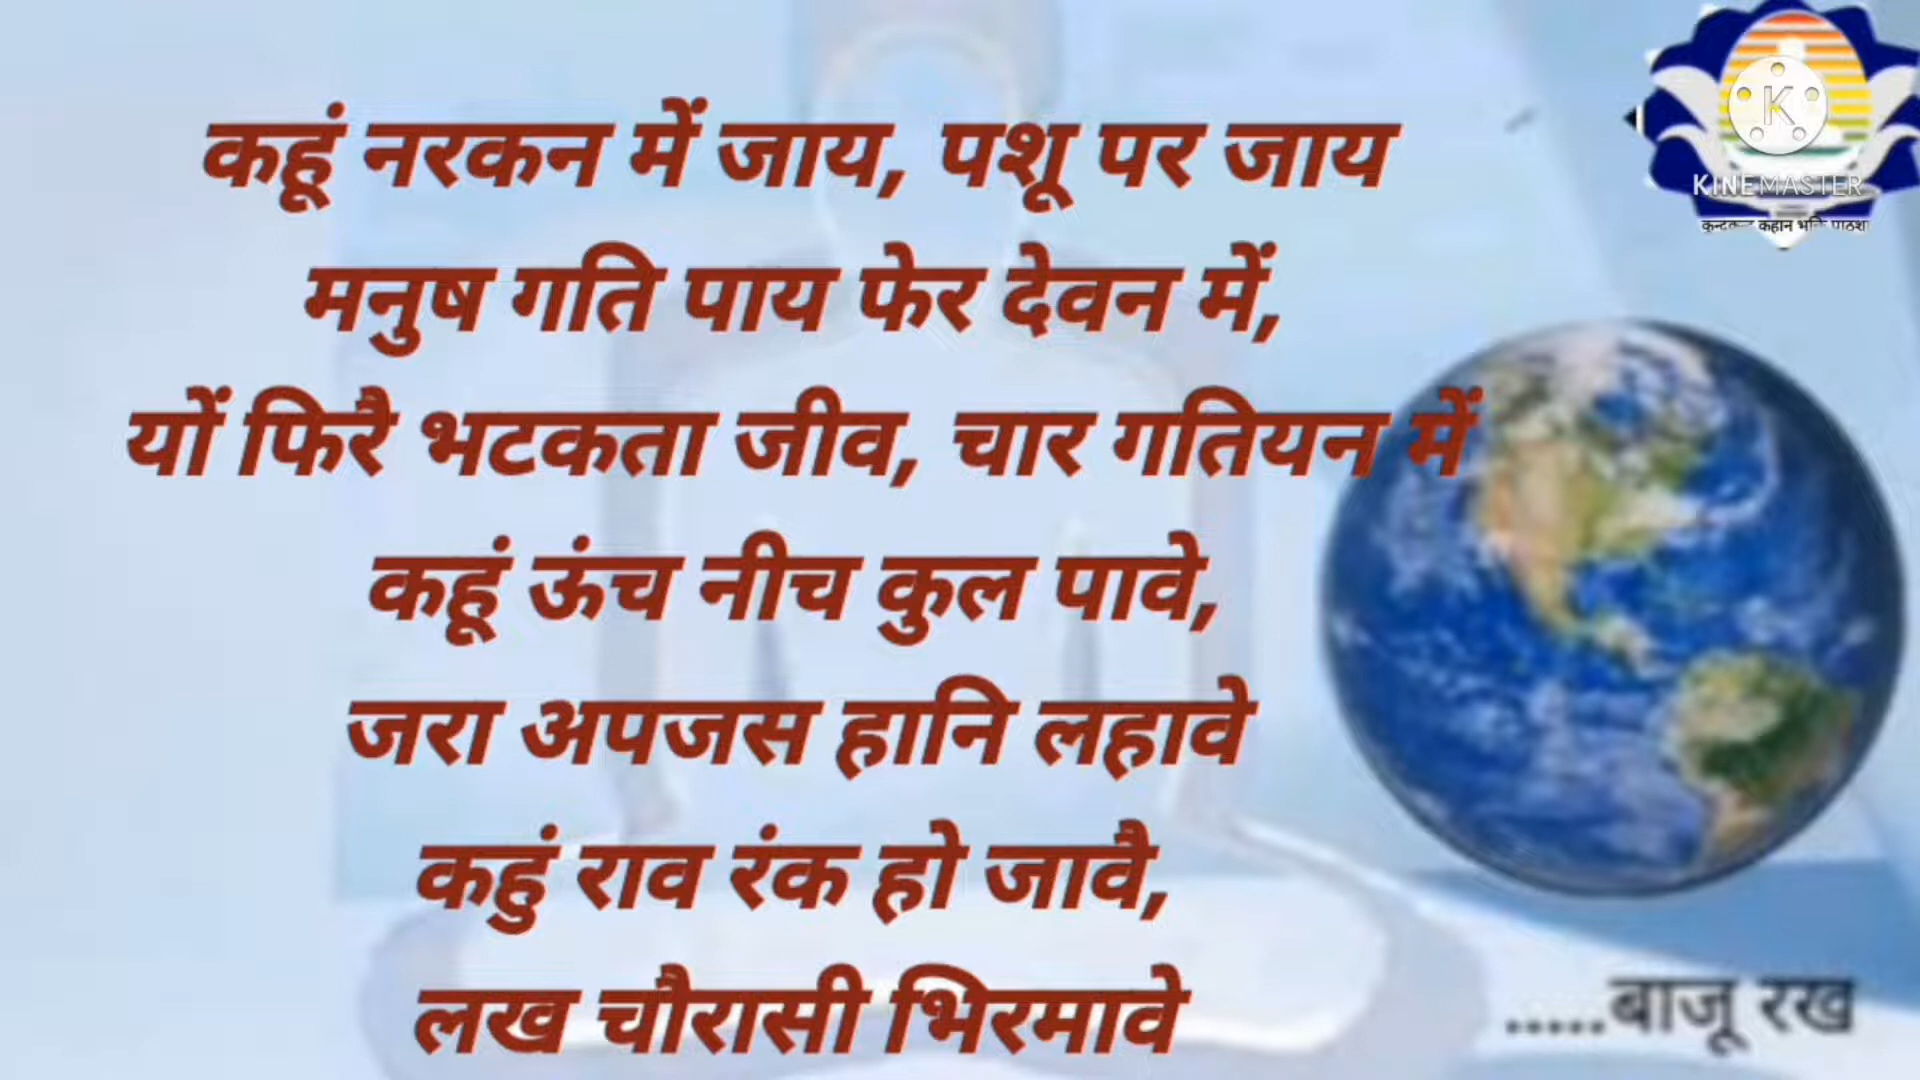 कहूं नरकन में जाय, पशू पर जाय
मनुष गति पाय फेर देवन में,
यों फिरै भटकता जीव, चार गतियन में
कहूं ऊंच नीच कुल पावे,
जरा अपजस हानि लहावे
कहुं राव रंक हो जावै,
लख चौरासी भिरमावे
.....बाजू रख
K
KINEMASTER
कहान